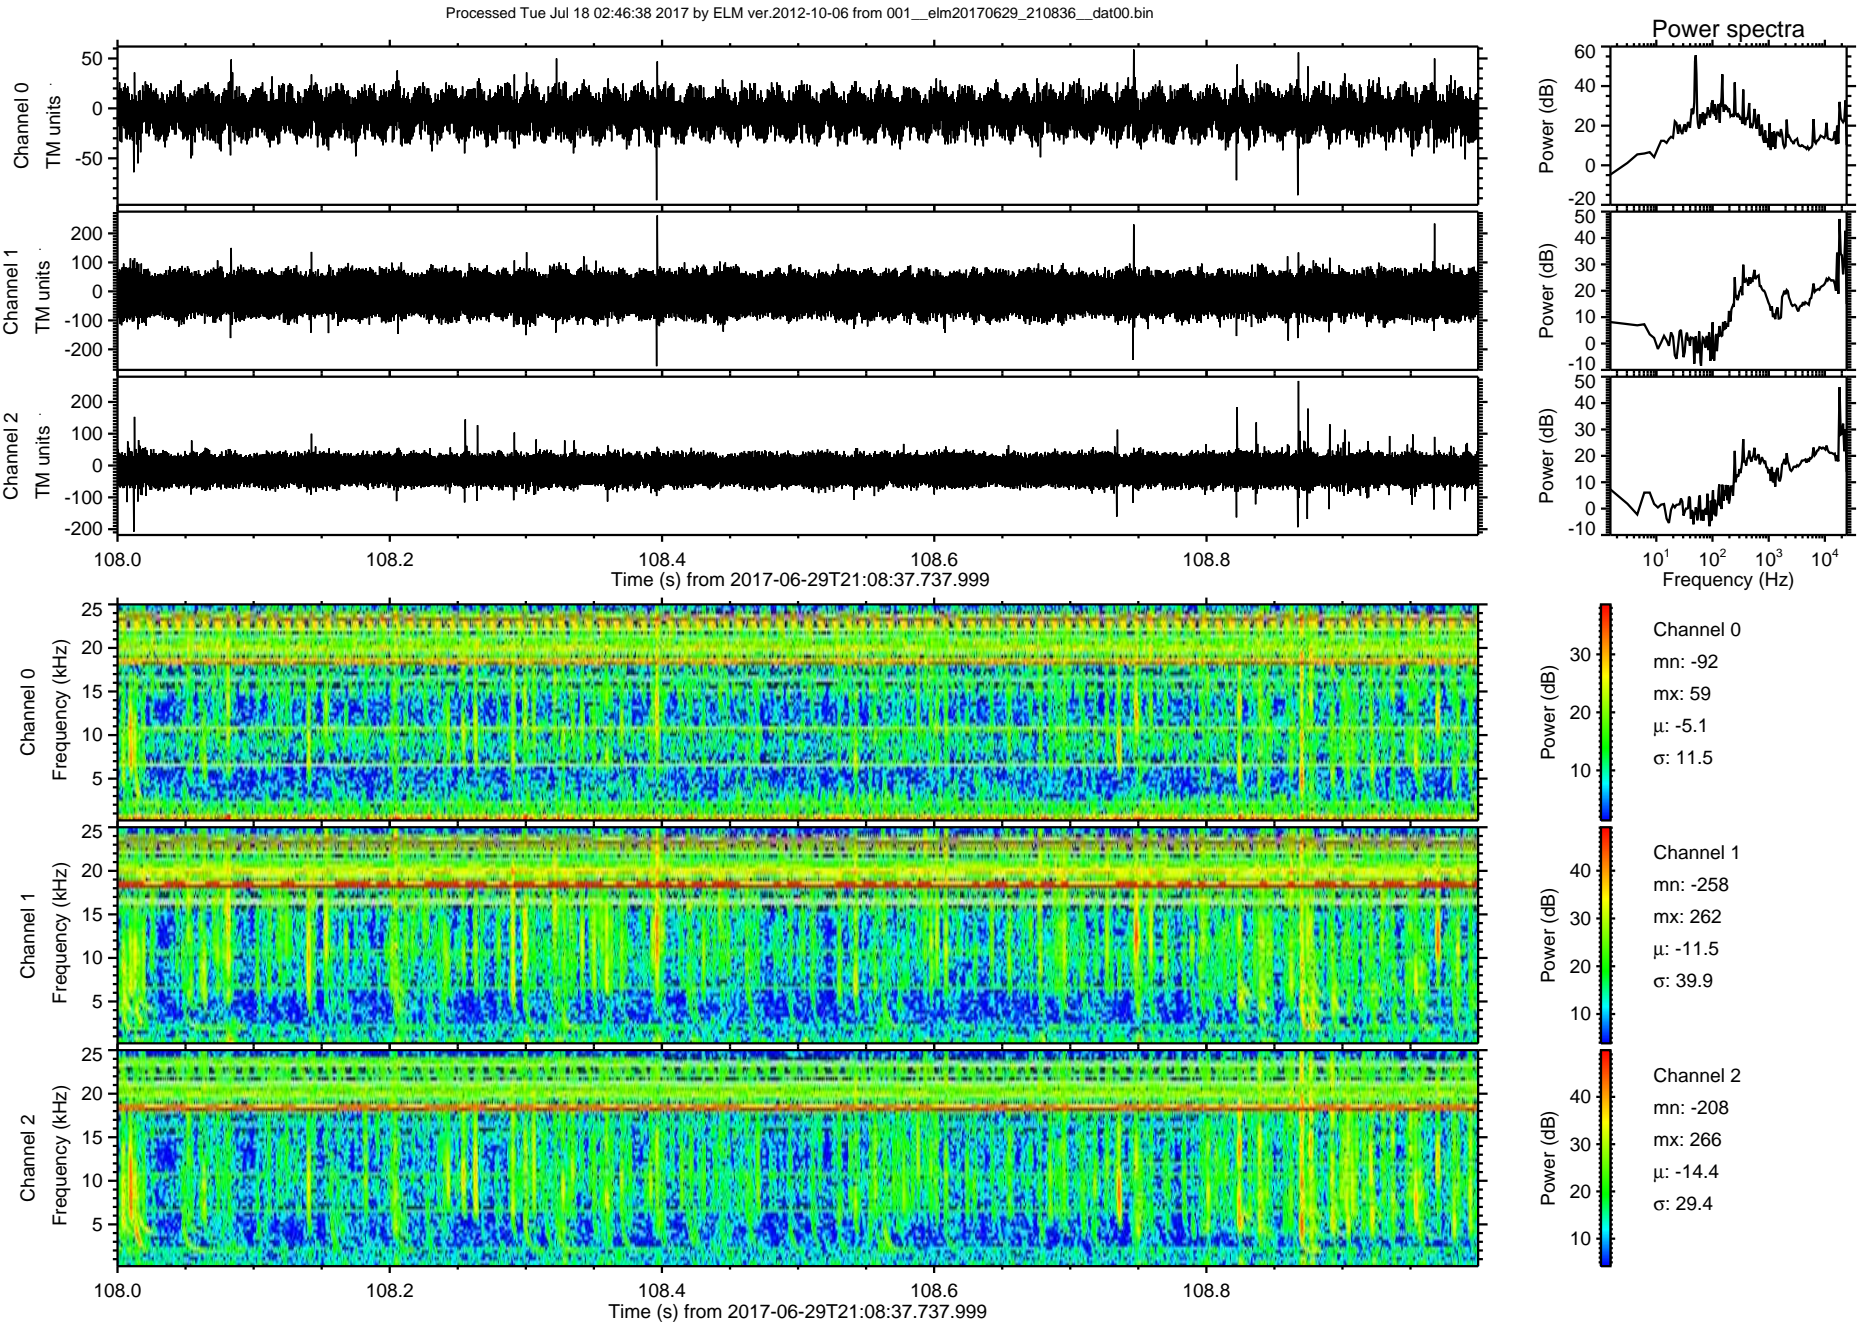 Processed Tue Jul 18 02:46:38 2017 by ELM ver.2012-10-06 from 001__elm20170629_210836__dat00.bin
Power spectra
Channel 0
TM units
50
0
-50
Power (dB)
60
40
20
0
-20
Channel 1
TM units
200
100
0
-100
-200
Power (dB)
50
40
30
20
10
0
-10
Channel 2
TM units
200
100
0
-100
-200
Power (dB)
50
40
30
20
10
0
-10
108.0
108.2
108.4
108.6
108.8
Time (s) from 2017-06-29T21:08:37.737.999
10^1
10^2
10^3
10^4
Frequency (Hz)
Channel 0
Frequency (kHz)
25
20
15
10
5
Power (dB)
30
20
10
Channel 0
mn: -92
mx: 59
μ: -5.1
σ: 11.5
Channel 1
Frequency (kHz)
25
20
15
10
5
Power (dB)
40
30
20
10
Channel 1
mn: -258
mx: 262
μ: -11.5
σ: 39.9
Channel 2
Frequency (kHz)
25
20
15
10
5
Power (dB)
40
30
20
10
Channel 2
mn: -208
mx: 266
μ: -14.4
σ: 29.4
108.0
108.2
108.4
108.6
108.8
Time (s) from 2017-06-29T21:08:37.737.999